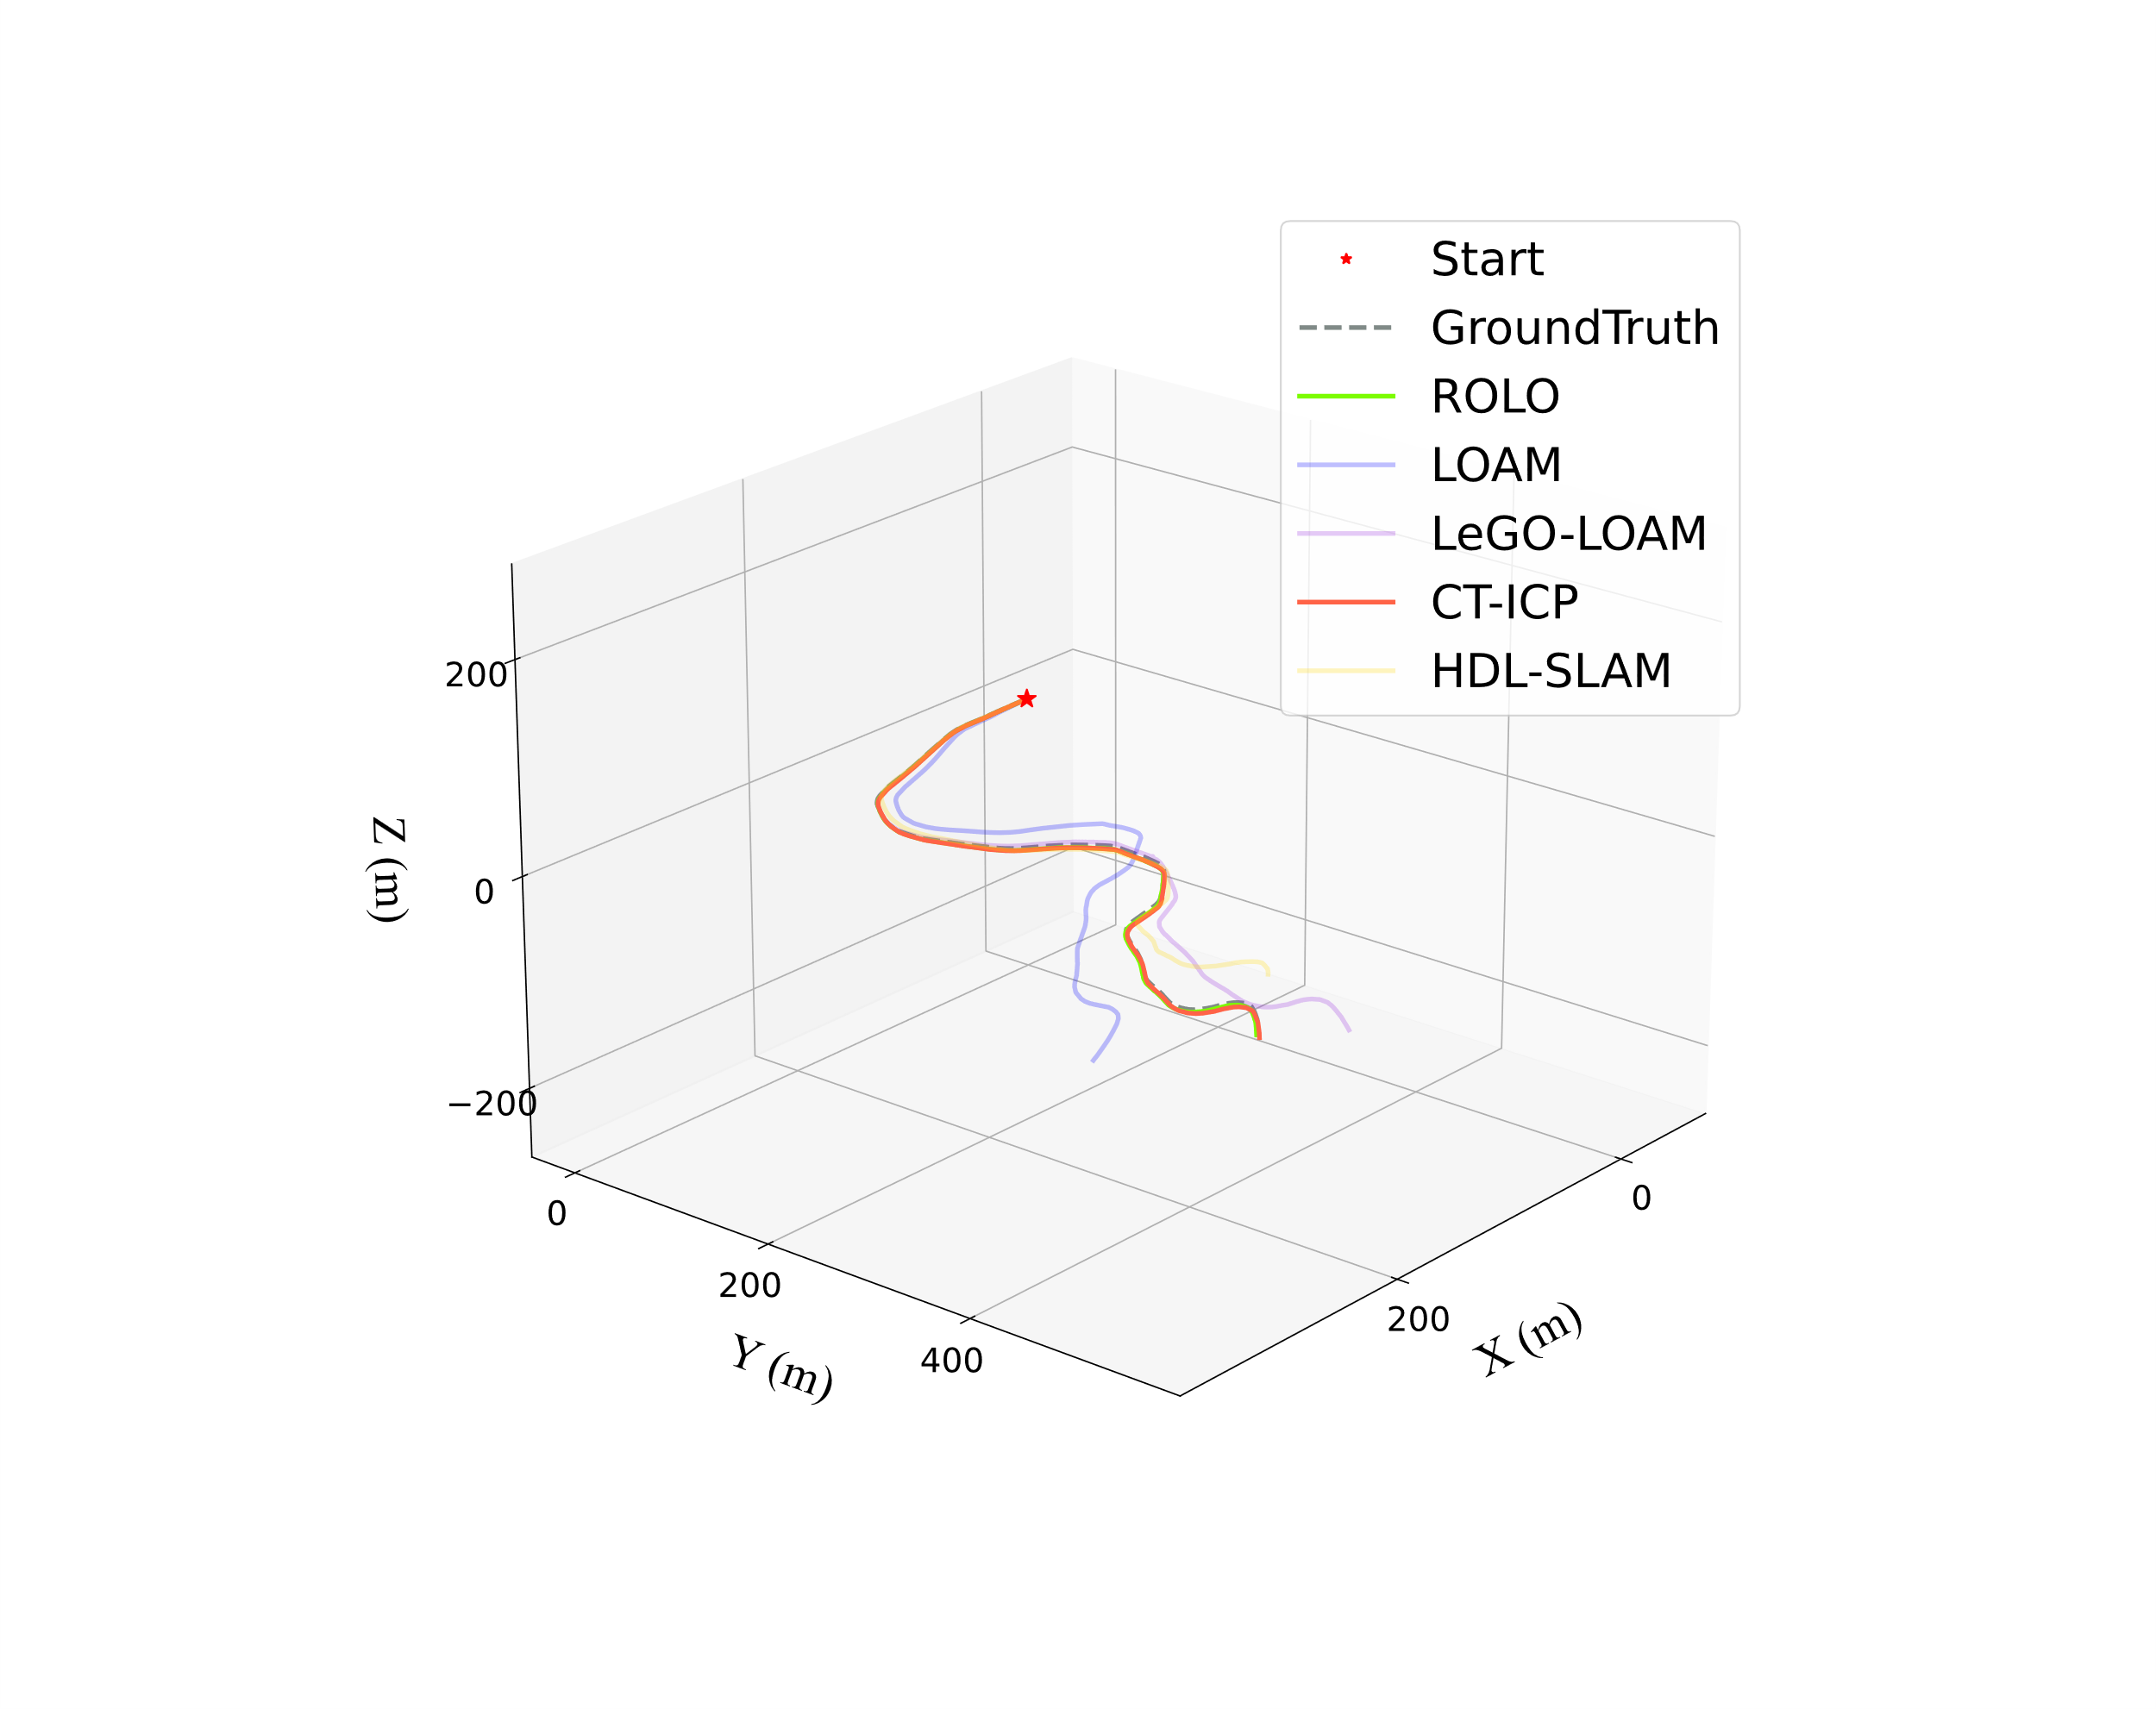 Start
GroundTruth
ROLO
LOAM
LeGO-LOAM
CT-ICP
HDL-SLAM
200
0
−200
Z (m)
0
200
400
Y (m)
0
200
X (m)